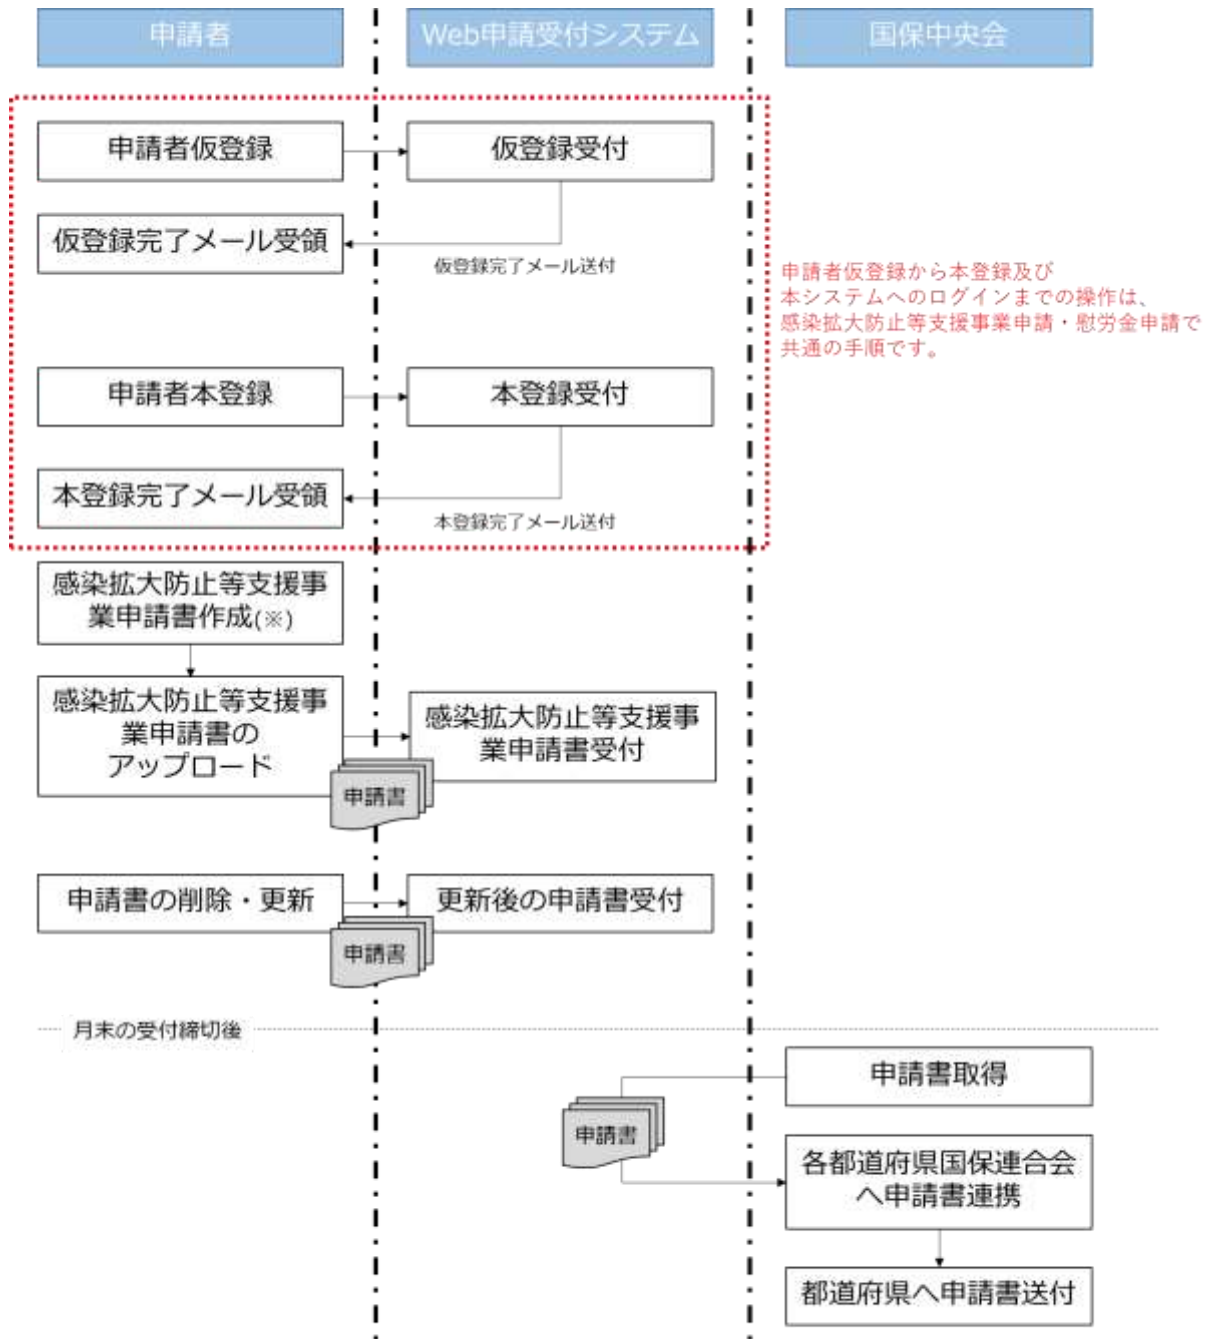 申請者
Web申請受付システム
国保中央会
申請者仮登録
仮登録受付
仮登録完了メール受領
仮登録完了メール送付
申請者仮登録から本登録及び
本システムへのログインまでの操作は、
感染拡大防止等支援事業申請・慰労金申請で
共通の手順です。
申請者本登録
本登録受付
本登録完了メール受領
本登録完了メール送付
感染拡大防止等支援事
業申請書作成(※)
感染拡大防止等支援事
業申請書の
アップロード
感染拡大防止等支援事
業申請書受付
申請書
申請書の削除・更新
更新後の申請書受付
申請書
月末の受付締切後
申請書取得
申請書
各都道府県国保連合会
へ申請書連携
都道府県へ申請書送付